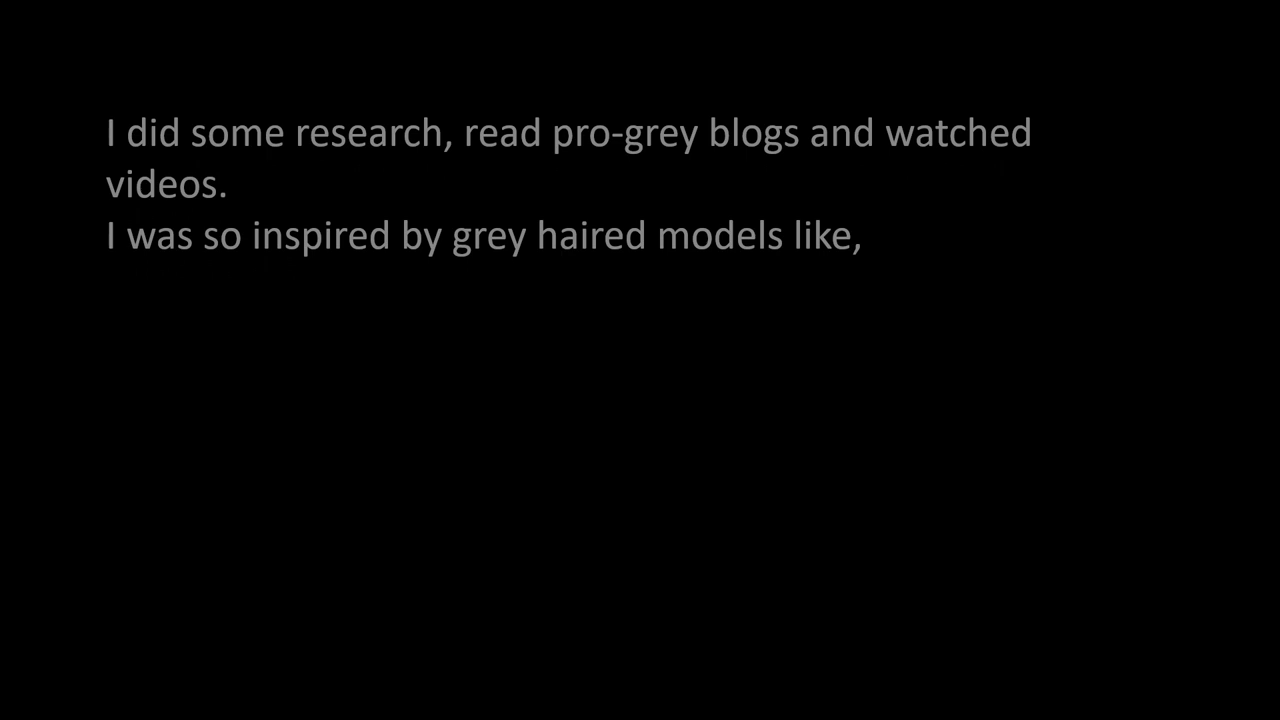 I did some research, read pro-grey blogs and watched
videos.
I was so inspired by grey haired models like,